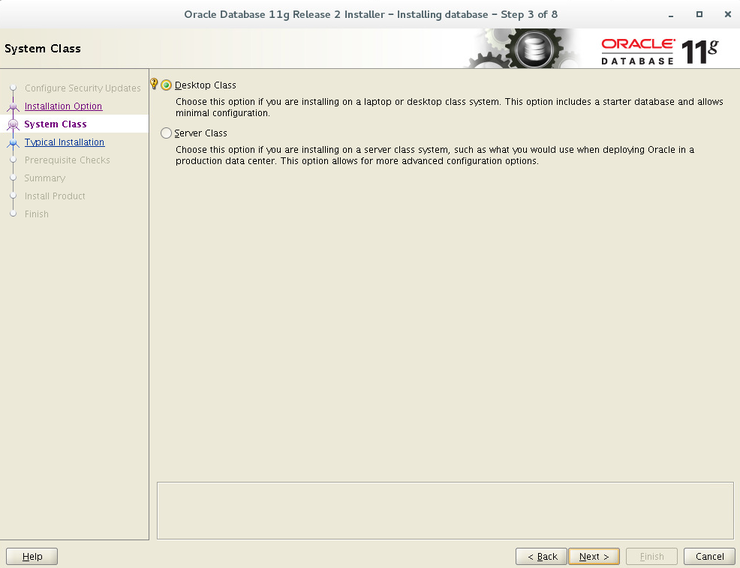 Oracle Database 11g Release 2 Installer – Installing database – Step 3 of 8
System Class
ORACLE
DATABASE 11g
Configure Security Updates
Installation Option
System Class
Typical Installation
Prerequisite Checks
Summary
Install Product
Finish
Desktop Class
Choose this option if you are installing on a laptop or desktop class system. This option includes a starter database and allows
minimal configuration.
Server Class
Choose this option if you are installing on a server class system, such as what you would use when deploying Oracle in a
production data center. This option allows for more advanced configuration options.
Help
< Back
Next >
Finish
Cancel